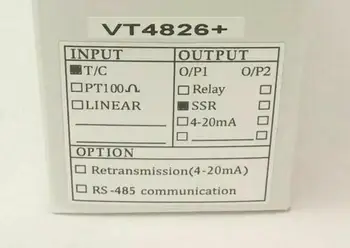 VT4826+
INPUT OUTPUT
T/C O/P1 O/P2
PT100Ω Relay
LINEAR SSR
4-20mA
OPTION
Retransmission(4-20mA)
RS-485 communication